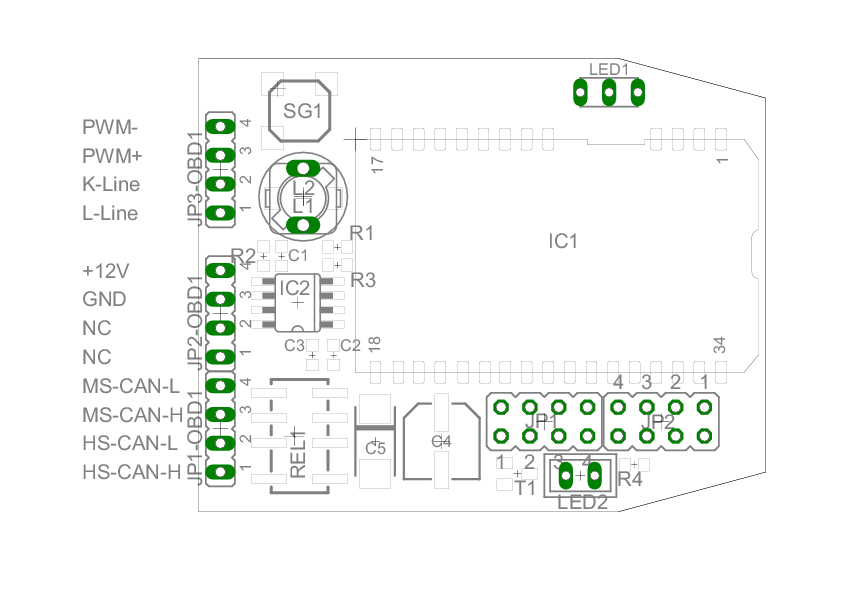 LED1
SG1
PWM-
PWM+
K-Line
L-Line
4
3
2
1
JP3-OBD1
17
1
L2
L1
IC1
R1
R2
C1
R3
+12V
GND
NC
NC
4
3
2
1
JP2-OBD1
IC2
C3
C2
18
34
MS-CAN-L
MS-CAN-H
HS-CAN-L
HS-CAN-H
4
3
2
1
JP1-OBD1
REL1
C5
C4
4 3 2 1
JP1
JP2
1 2 3 4
T1
LED2
R4